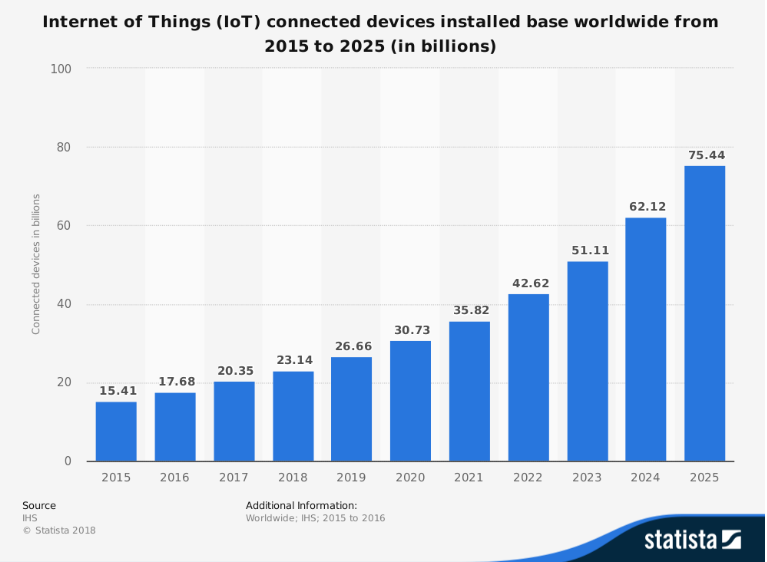 Internet of Things (IoT) connected devices installed base worldwide from
2015 to 2025 (in billions)
Connected devices in billions
100
80
60
40
20
0
15.41
17.68
20.35
23.14
26.66
30.73
35.82
42.62
51.11
62.12
75.44
2015 2016 2017 2018 2019 2020 2021 2022 2023 2024 2025
Source
IHS
© Statista 2018
Additional Information:
Worldwide; IHS; 2015 to 2016
statista